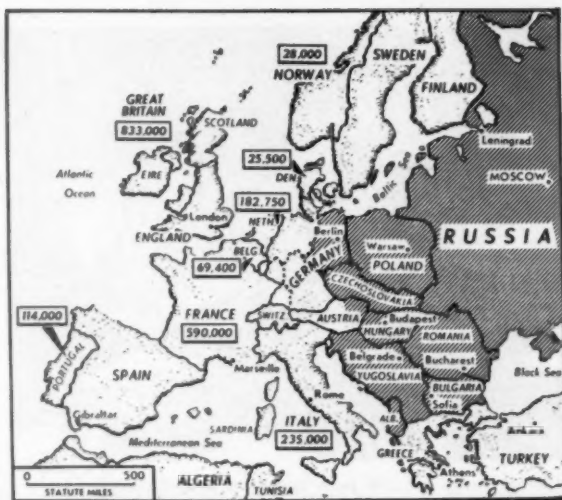 28,000
NORWAY
SWEDEN
FINLAND
GREAT
BRITAIN
833,000
SCOTLAND
Leningrad
25,500
DEN
MOSCOW
Atlantic
Ocean
EIRE
Baltic Sea
182,750
NETH
London
ENGLAND
Berlin
RUSSIA
Warsaw
POLAND
BELG
69,400
GERMANY
CZECHOSLOVAKIA
FRANCE
590,000
SWITZ
AUSTRIA
Budapest
HUNGARY
ROMANIA
114,000
PORTUGAL
SPAIN
Marseille
Belgrade
YUGOSLAVIA
Bucharest
Black Sea
BULGARIA
Sofia
Rome
Gibraltar
SARDINIA
ITALY
235,000
ALB.
Mediterranean Sea
GREECE
Ankara
Athens
TURKEY
0 500
STATUTE MILES
ALGERIA
TUNISIA